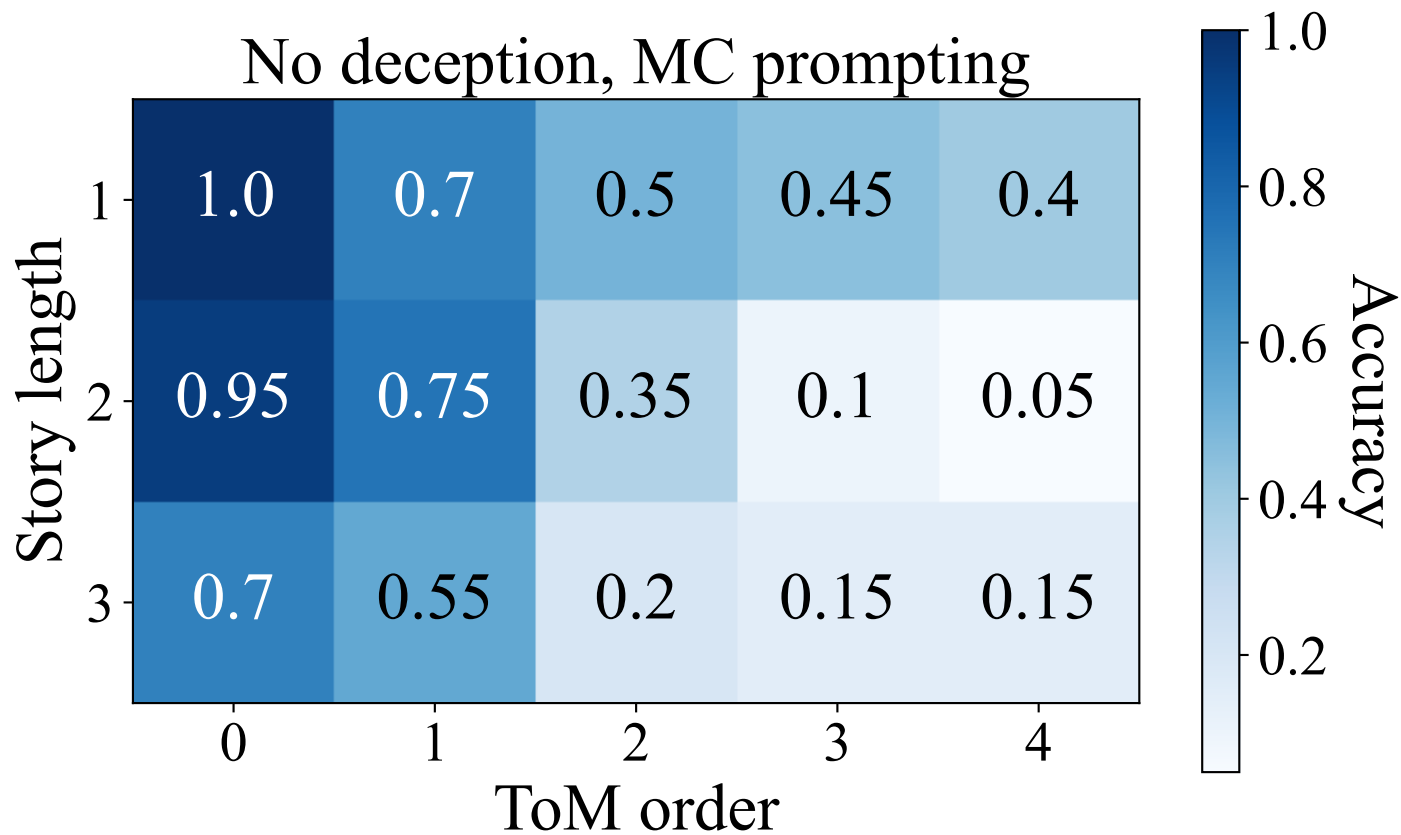 No deception, MC prompting
1.0 0.7 0.5 0.45 0.4
0.95 0.75 0.35 0.1 0.05
0.7 0.55 0.2 0.15 0.15
1
2
3
Story length
0 1 2 3 4
ToM order
1.0
0.8
0.6
0.4
0.2
Accuracy